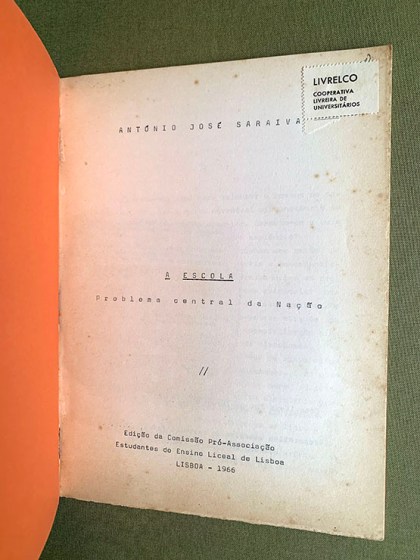 LIVRELCO
COOPERATIVA
LIVREIRA DE
UNIVERSITÁRIOS
ANTÓNIO JOSÉ SARAIVA
A ESCOLA
Problema central da Nação
//
Edição da Comissão Pró-Associação
Estudantes do Ensino Liceal de Lisboa
LISBOA - 1966